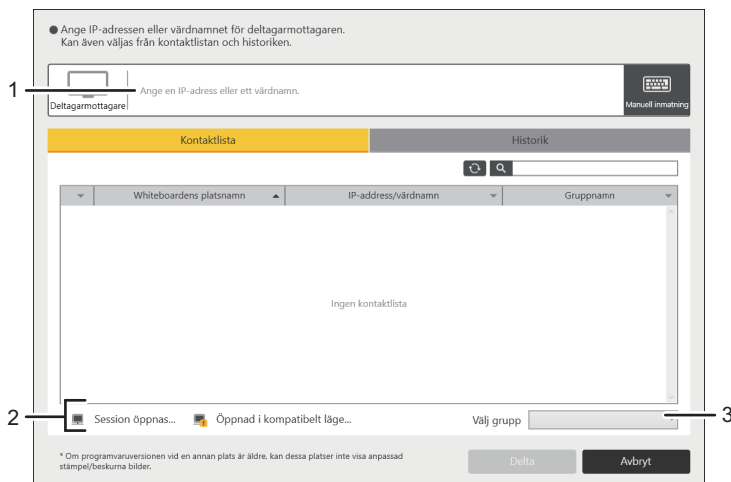 ● Ange IP-adressen eller värdnamnet för deltagarmottagaren.
Kan även väljas från kontaktlistan och historiken.
1
Deltagarmottagare
Ange en IP-adress eller ett värdnamn.
Manuell inmatning
Kontaktlista
Historik
Whiteboardens platsnamn
IP-address/värdnamn
Gruppnamn
Ingen kontaktlista
2
Session öppnas...
Öppnad i kompatibelt läge...
Välj grupp
3
* Om programvaruversionen vid en annan plats är äldre, kan dessa platser inte visa anpassad
stämpel/beskurna bilder.
Delta
Avbryt